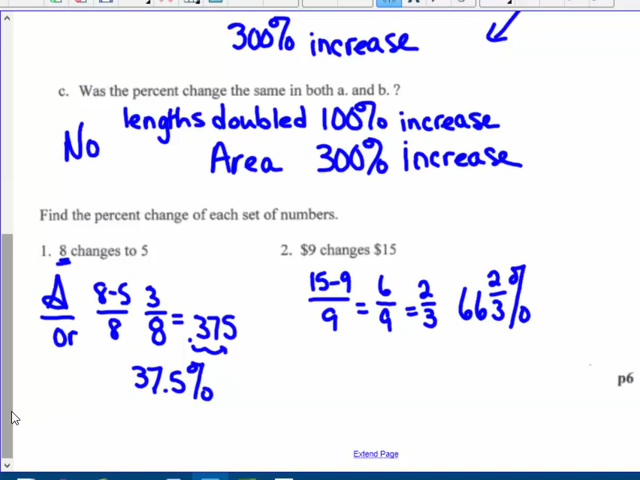 300% increase
c. Was the percent change the same in both a. and b. ?
lengths doubled 100% increase
No
Area 300% increase
Find the percent change of each set of numbers.
1. 8 changes to 5
2. $9 changes $15
Δ/Or 8-5/8 3/8 = .375
37.5%
15-9/9 = 6/9 = 2/3 66 2/3%
p6
Extend Page